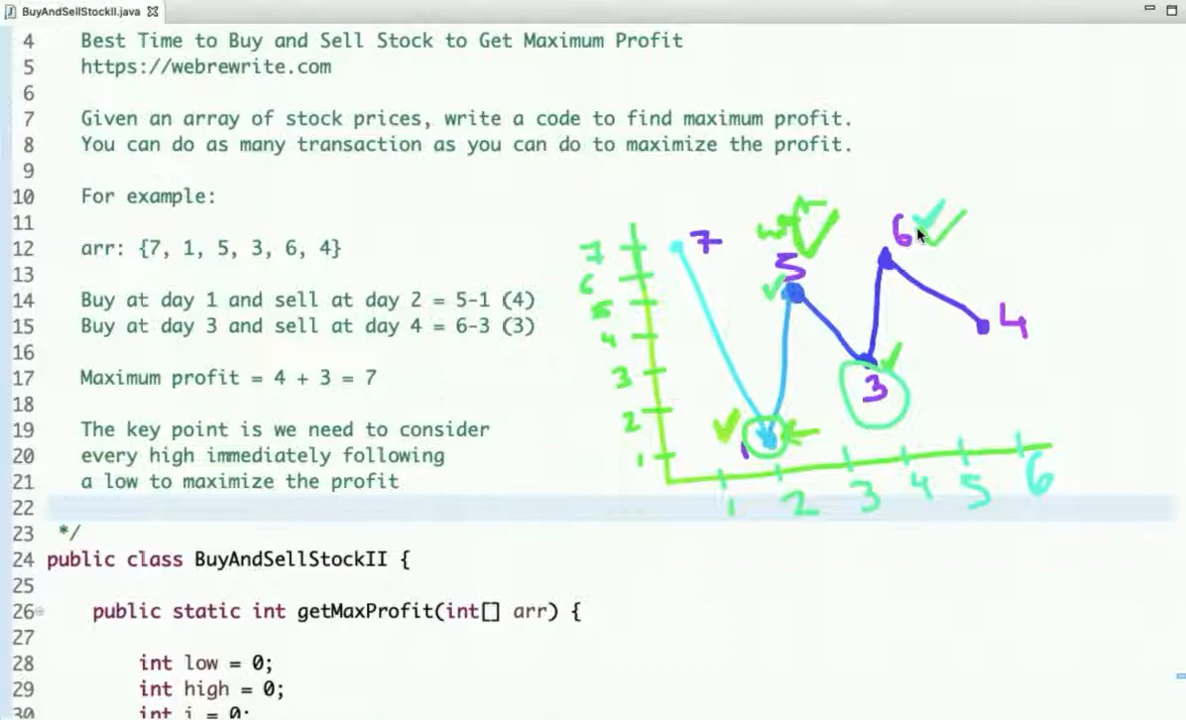 BuyAndSellStockII.java
4 Best Time to Buy and Sell Stock to Get Maximum Profit
5 https://webrewrite.com
6
7 Given an array of stock prices, write a code to find maximum profit.
8 You can do as many transaction as you can do to maximize the profit.
9
10 For example:
11
12 arr: {7, 1, 5, 3, 6, 4}
13
14 Buy at day 1 and sell at day 2 = 5-1 (4)
15 Buy at day 3 and sell at day 4 = 6-3 (3)
16
17 Maximum profit = 4 + 3 = 7
18
19 The key point is we need to consider
20 every high immediately following
21 a low to maximize the profit
22
23 */
24 public class BuyAndSellStockII {
25
26 public static int getMaxProfit(int[] arr) {
27
28 int low = 0;
29 int high = 0;
30 int i = 0;
7
6
5
4
3
2
1
7
5
6
3
4
1
1 2 3 4 5 6